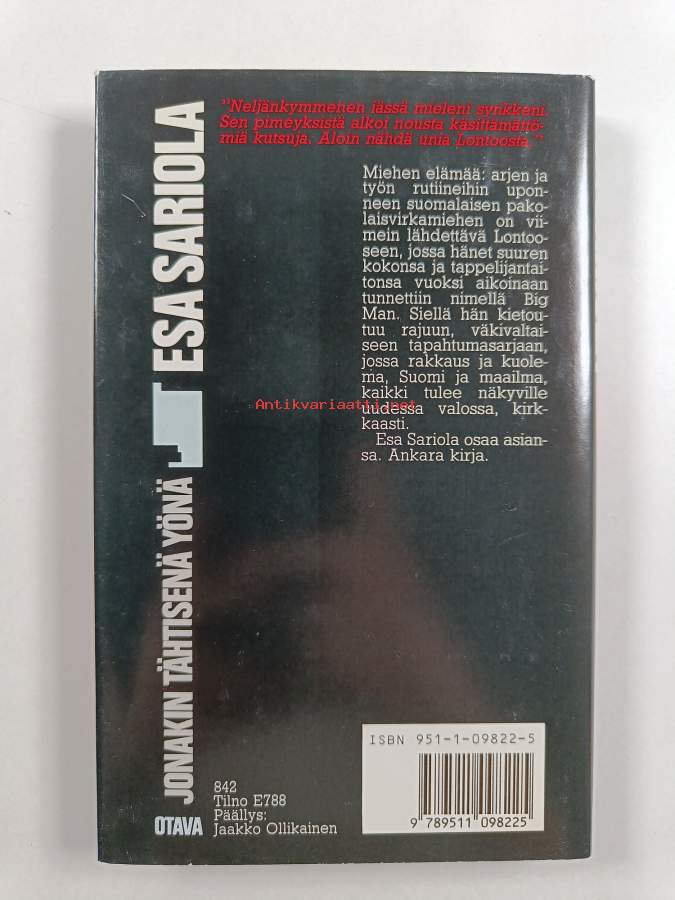 "Neljänkymmenen iässä mieleni synkkeni.
Sen pimeyksistä alkoi nousta käsittämättö-
miä kutsuja. Aloin nähdä unia Lontoosta."
Miehen elämää: arjen ja
työn rutiineihin upon-
neen suomalaisen pako-
laisvirkamiehen on vii-
mein lähdettävä Lontoo-
seen, jossa hänet suuren
kokonsa ja tappelijantai-
tonsa vuoksi aikoinaan
tunnettiin nimellä Big
Man. Siellä hän kietou-
tuu rajuun, väkivaltai-
seen tapahtumasarjaan,
jossa rakkaus ja kuole-
ma, Suomi ja maailma,
kaikki tulee näkyville
uudessa valossa, kirk-
kaasti.
Esa Sariola osaa asian-
sa. Ankara kirja.
Antikvariaatti.net
ESA SARIOLA
JONAKIN TÄHTISENÄ YÖNÄ
OTAVA
842
Tilno E788
Päällys:
Jaakko Ollikainen
ISBN 951-1-09822-5
9 789511 098225